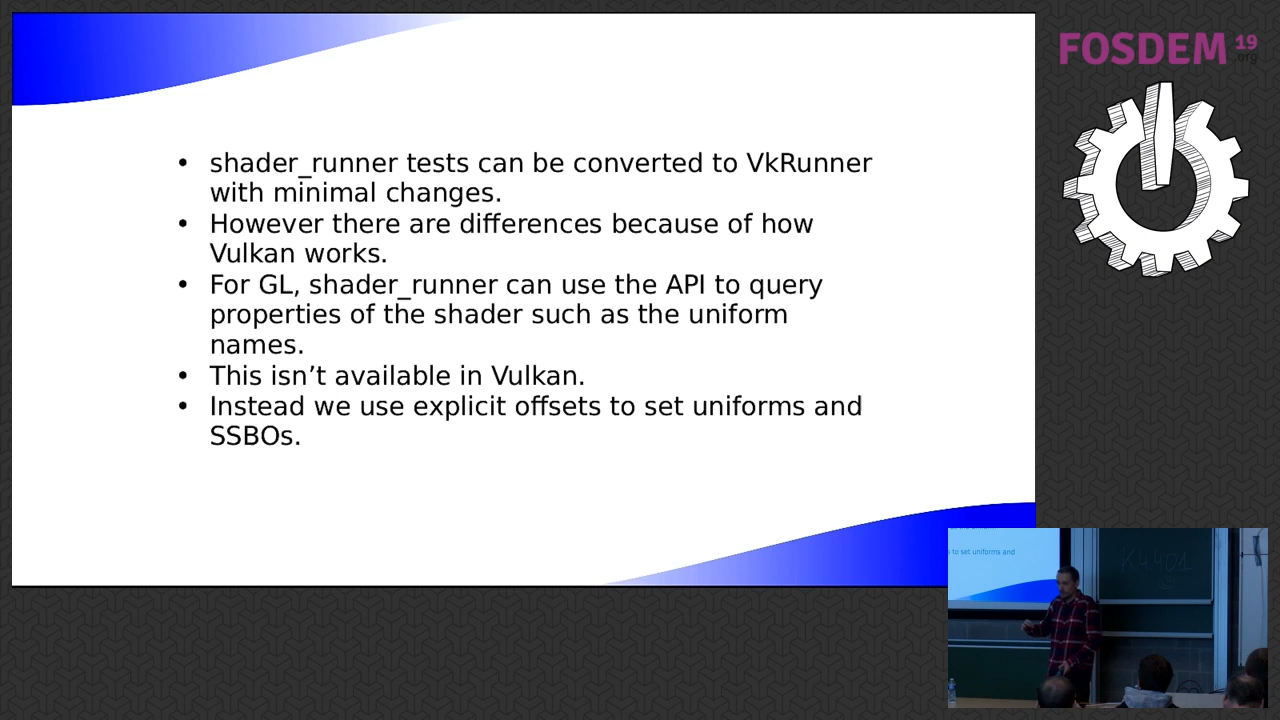 • shader_runner tests can be converted to VkRunner
with minimal changes.
• However there are differences because of how
Vulkan works.
• For GL, shader_runner can use the API to query
properties of the shader such as the uniform
names.
• This isn’t available in Vulkan.
• Instead we use explicit offsets to set uniforms and
SSBOs.
FOSDEM 19
.org
to set uniforms and
K4.401